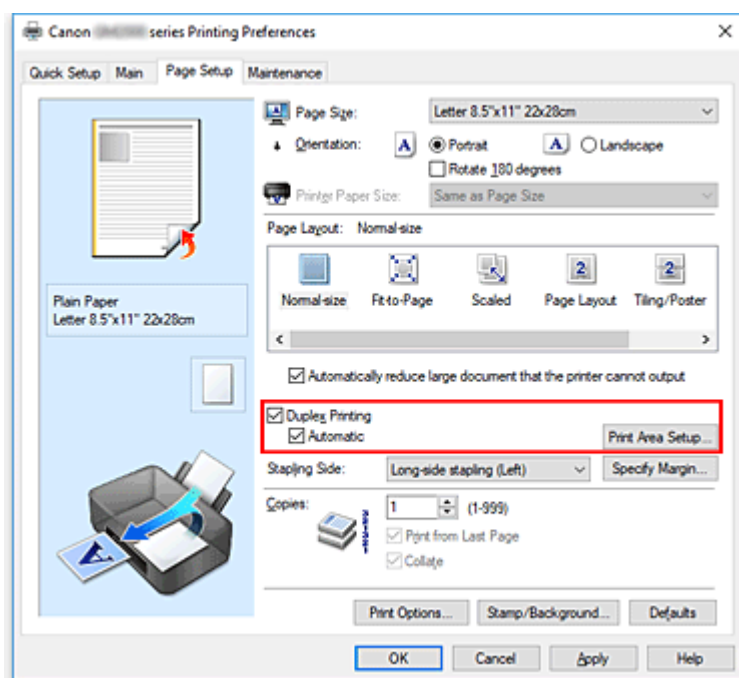 Canon series Printing Preferences
Quick Setup Main Page Setup Maintenance
Page Size: Letter 8.5"x11" 22x28cm
Orientation: A Portrait A Landscape
Rotate 180 degrees
Printer Paper Size: Same as Page Size
Page Layout: Normal-size
2 2
Normal-size Fit-to-Page Scaled Page Layout Tiling/Poster
Plain Paper
Letter 8.5"x11" 22x28cm
Automatically reduce large document that the printer cannot output
Duplex Printing
Automatic Print Area Setup...
Stapling Side: Long-side stapling (Left) Specify Margin...
Copies: 1 (1-999)
Print from Last Page
Collate
A
Print Options... Stamp/Background... Defaults
OK Cancel Apply Help